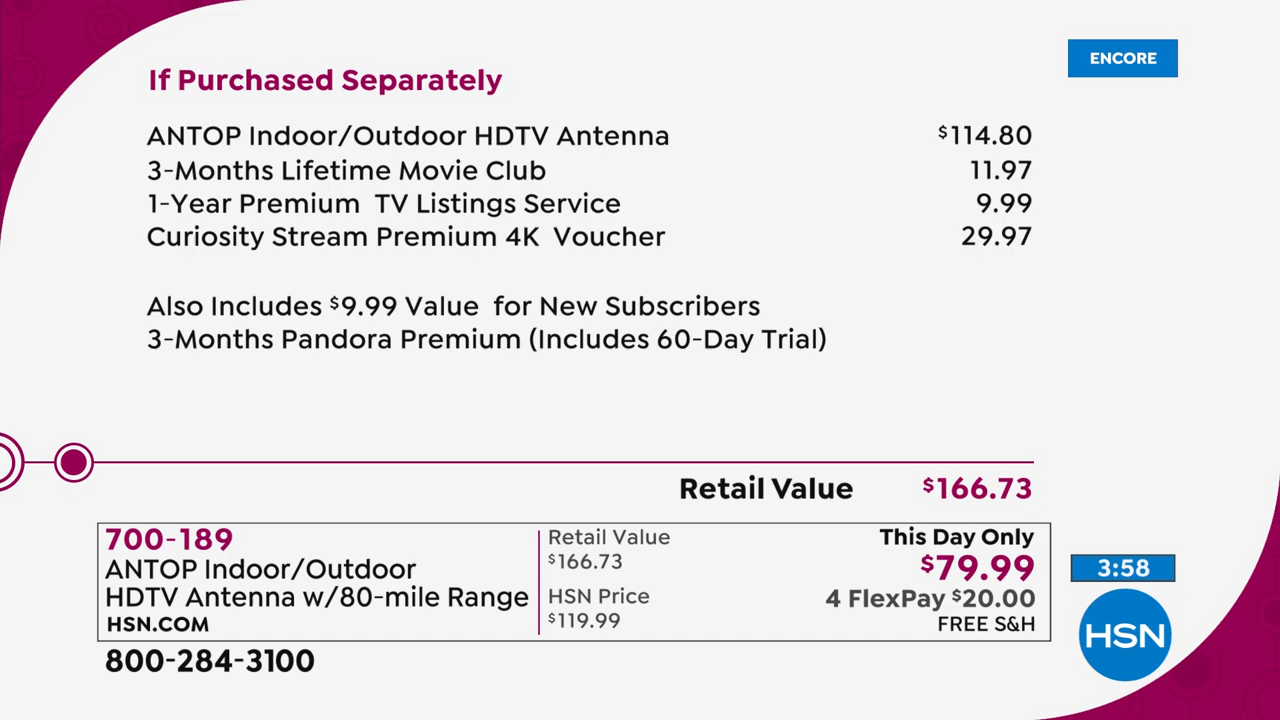 ENCORE
If Purchased Separately
ANTOP Indoor/Outdoor HDTV Antenna $114.80
3-Months Lifetime Movie Club 11.97
1-Year Premium TV Listings Service 9.99
Curiosity Stream Premium 4K Voucher 29.97
Also Includes $9.99 Value for New Subscribers
3-Months Pandora Premium (Includes 60-Day Trial)
Retail Value $166.73
700-189
ANTOP Indoor/Outdoor
HDTV Antenna w/80-mile Range
HSN.COM
Retail Value
$166.73
HSN Price
$119.99
This Day Only
$79.99
4 FlexPay $20.00
FREE S&H
3:58
HSN
800-284-3100